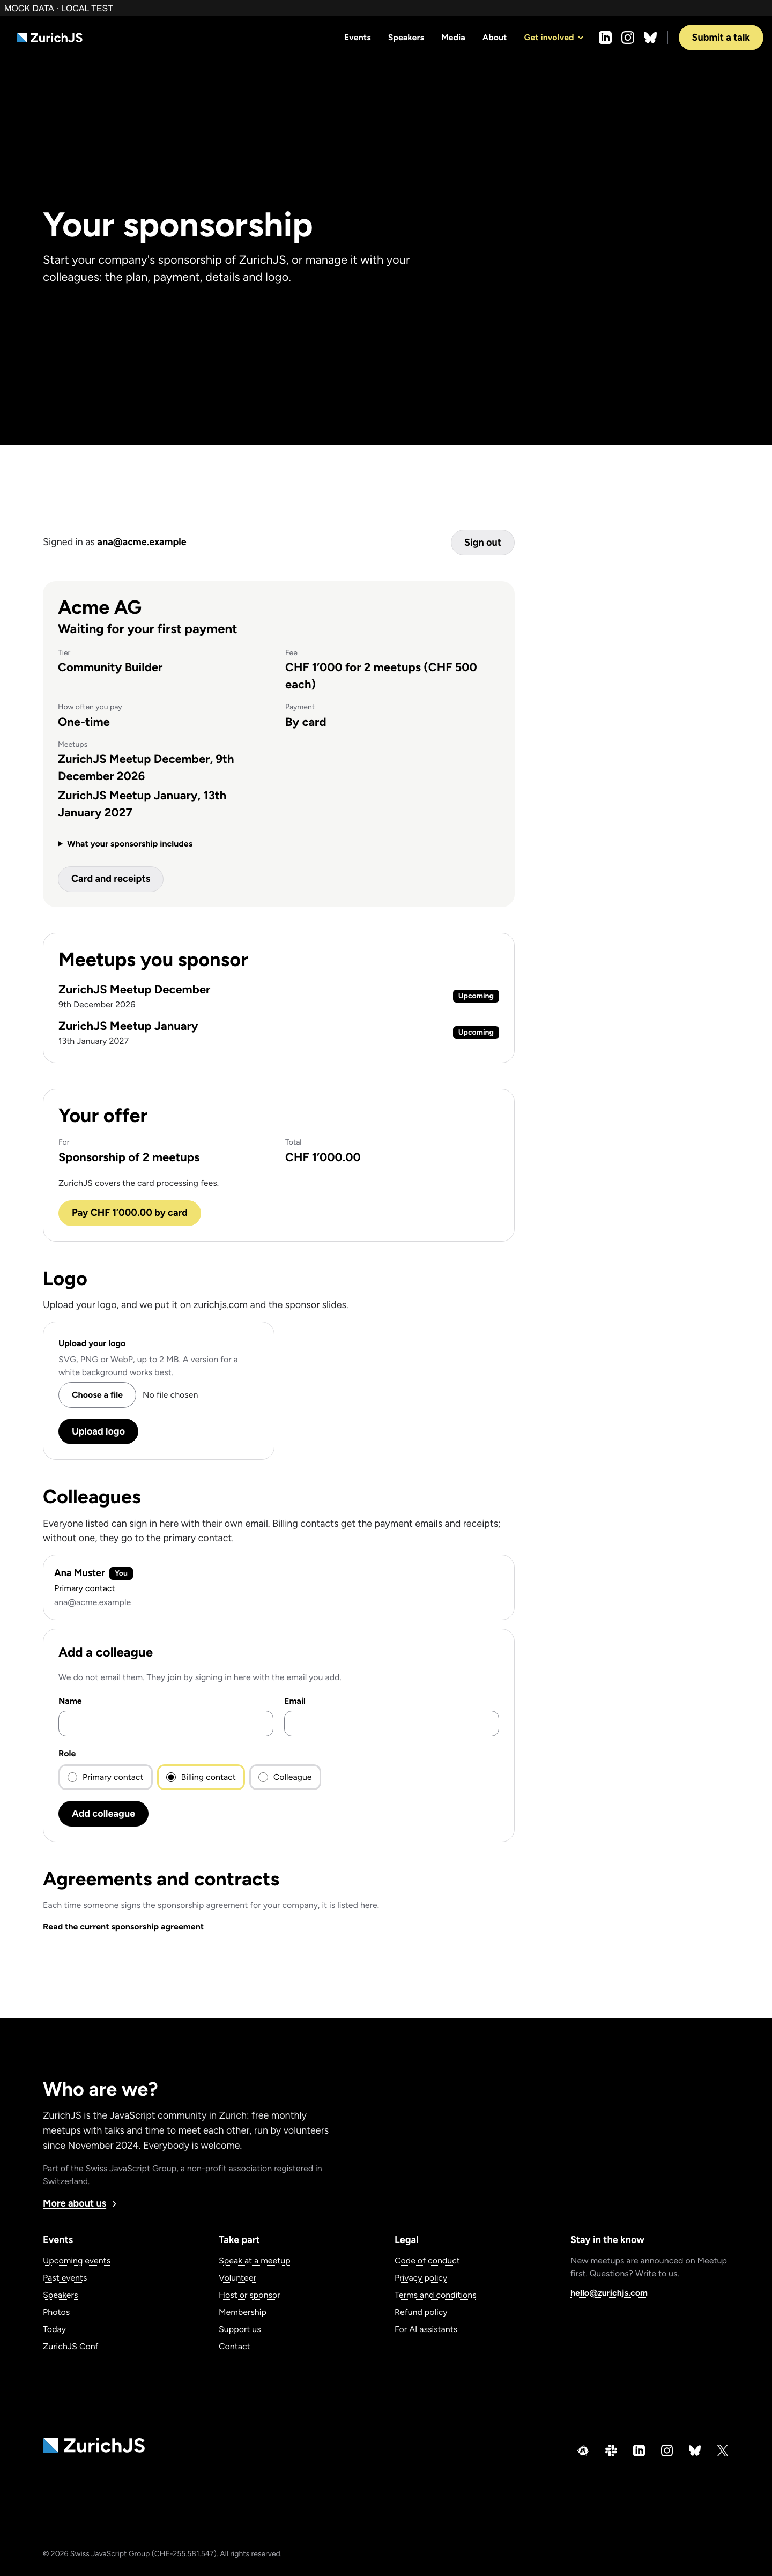 MOCK DATA · LOCAL TEST
ZurichJS
Events
Speakers
Media
About
Get involved
Submit a talk
Your sponsorship
Start your company's sponsorship of ZurichJS, or manage it with your
colleagues: the plan, payment, details and logo.
Signed in as ana@acme.example
Sign out
Acme AG
Waiting for your first payment
Tier
Community Builder
Fee
CHF 1’000 for 2 meetups (CHF 500
each)
How often you pay
One-time
Payment
By card
Meetups
ZurichJS Meetup December, 9th
December 2026
ZurichJS Meetup January, 13th
January 2027
What your sponsorship includes
Card and receipts
Meetups you sponsor
ZurichJS Meetup December
9th December 2026
Upcoming
ZurichJS Meetup January
13th January 2027
Upcoming
Your offer
For
Sponsorship of 2 meetups
Total
CHF 1’000.00
ZurichJS covers the card processing fees.
Pay CHF 1’000.00 by card
Logo
Upload your logo, and we put it on zurichjs.com and the sponsor slides.
Upload your logo
SVG, PNG or WebP, up to 2 MB. A version for a
white background works best.
Choose a file
No file chosen
Upload logo
Colleagues
Everyone listed can sign in here with their own email. Billing contacts get the payment emails and receipts;
without one, they go to the primary contact.
Ana Muster
You
Primary contact
ana@acme.example
Add a colleague
We do not email them. They join by signing in here with the email you add.
Name
Email
Role
Primary contact
Billing contact
Colleague
Add colleague
Agreements and contracts
Each time someone signs the sponsorship agreement for your company, it is listed here.
Read the current sponsorship agreement
Who are we?
ZurichJS is the JavaScript community in Zurich: free monthly
meetups with talks and time to meet each other, run by volunteers
since November 2024. Everybody is welcome.
Part of the Swiss JavaScript Group, a non-profit association registered in
Switzerland.
More about us
Events
Upcoming events
Past events
Speakers
Photos
Today
ZurichJS Conf
Take part
Speak at a meetup
Volunteer
Host or sponsor
Membership
Support us
Contact
Legal
Code of conduct
Privacy policy
Terms and conditions
Refund policy
For AI assistants
Stay in the know
New meetups are announced on Meetup
first. Questions? Write to us.
hello@zurichjs.com
ZurichJS
© 2026 Swiss JavaScript Group (CHE-255.581.547). All rights reserved.